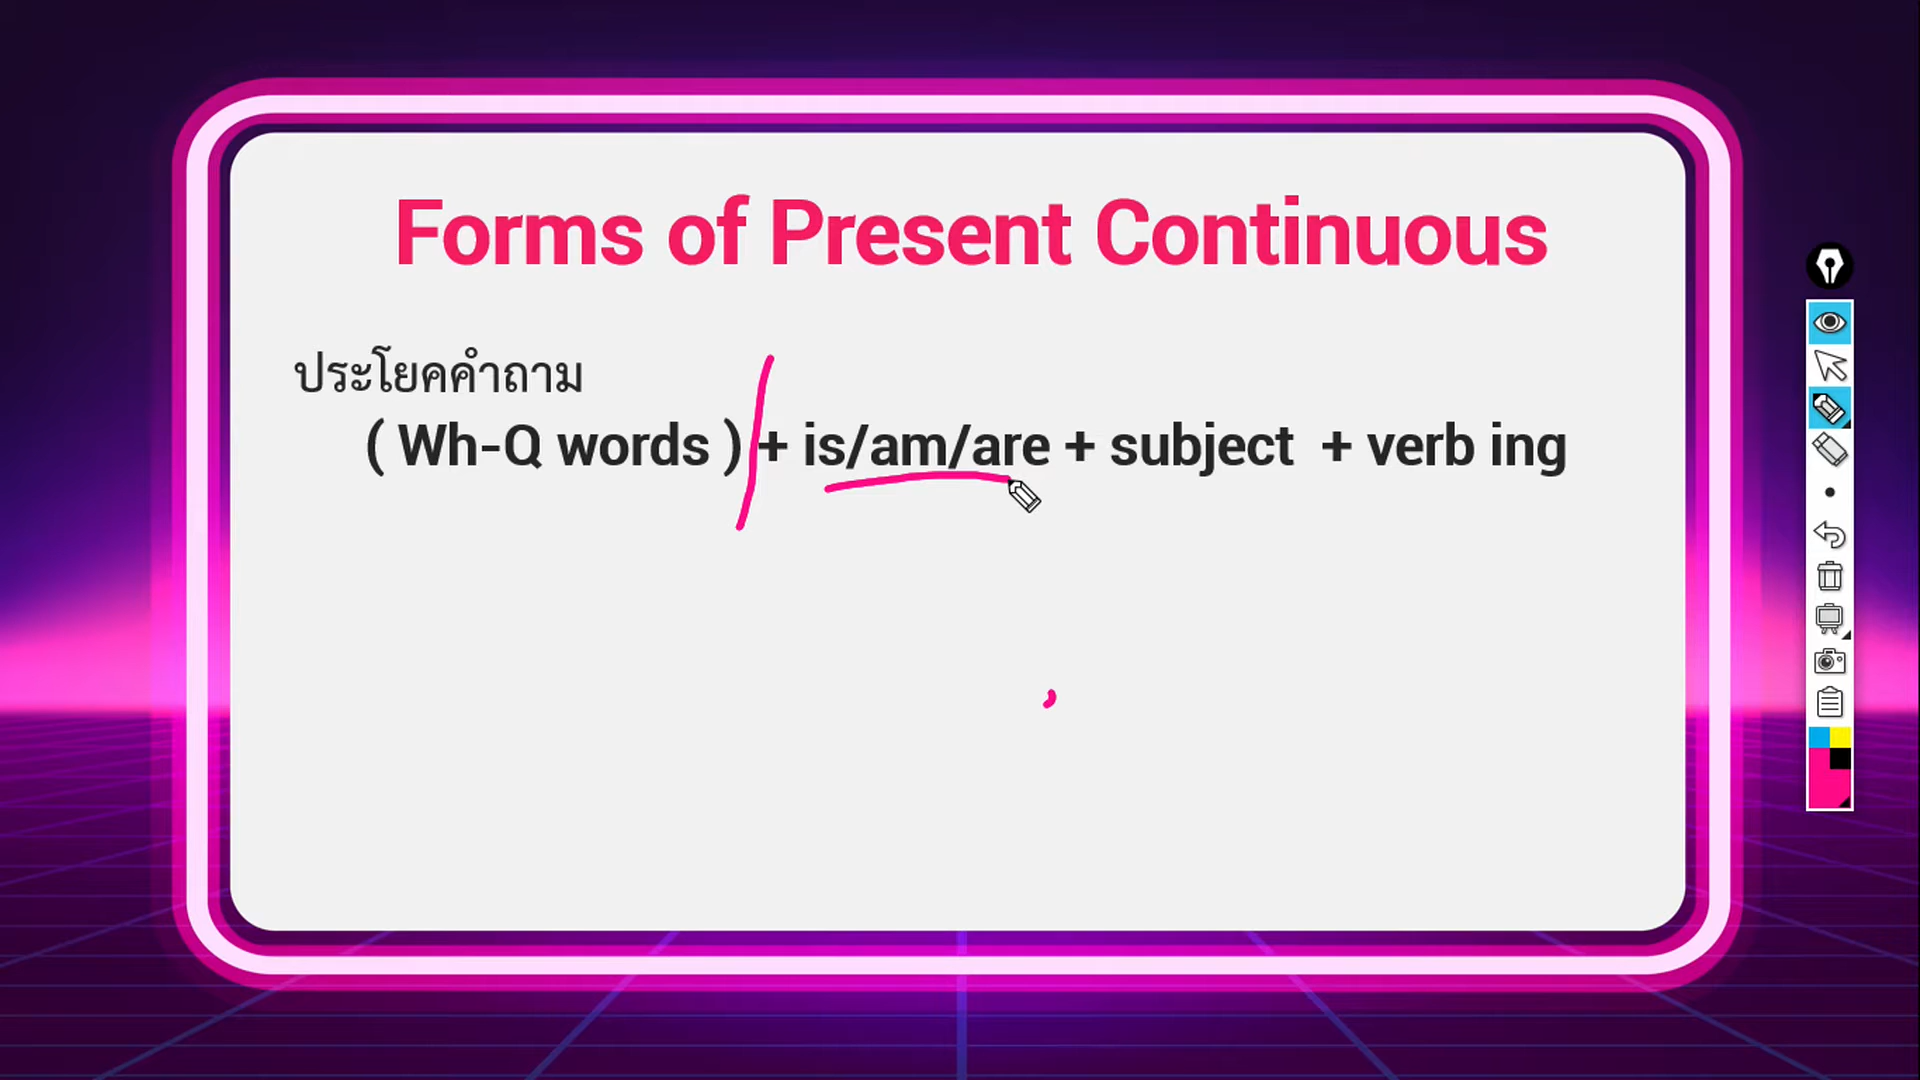 Forms of Present Continuous
ประโยคคำถาม
( Wh-Q words ) + is/am/are + subject + verb ing